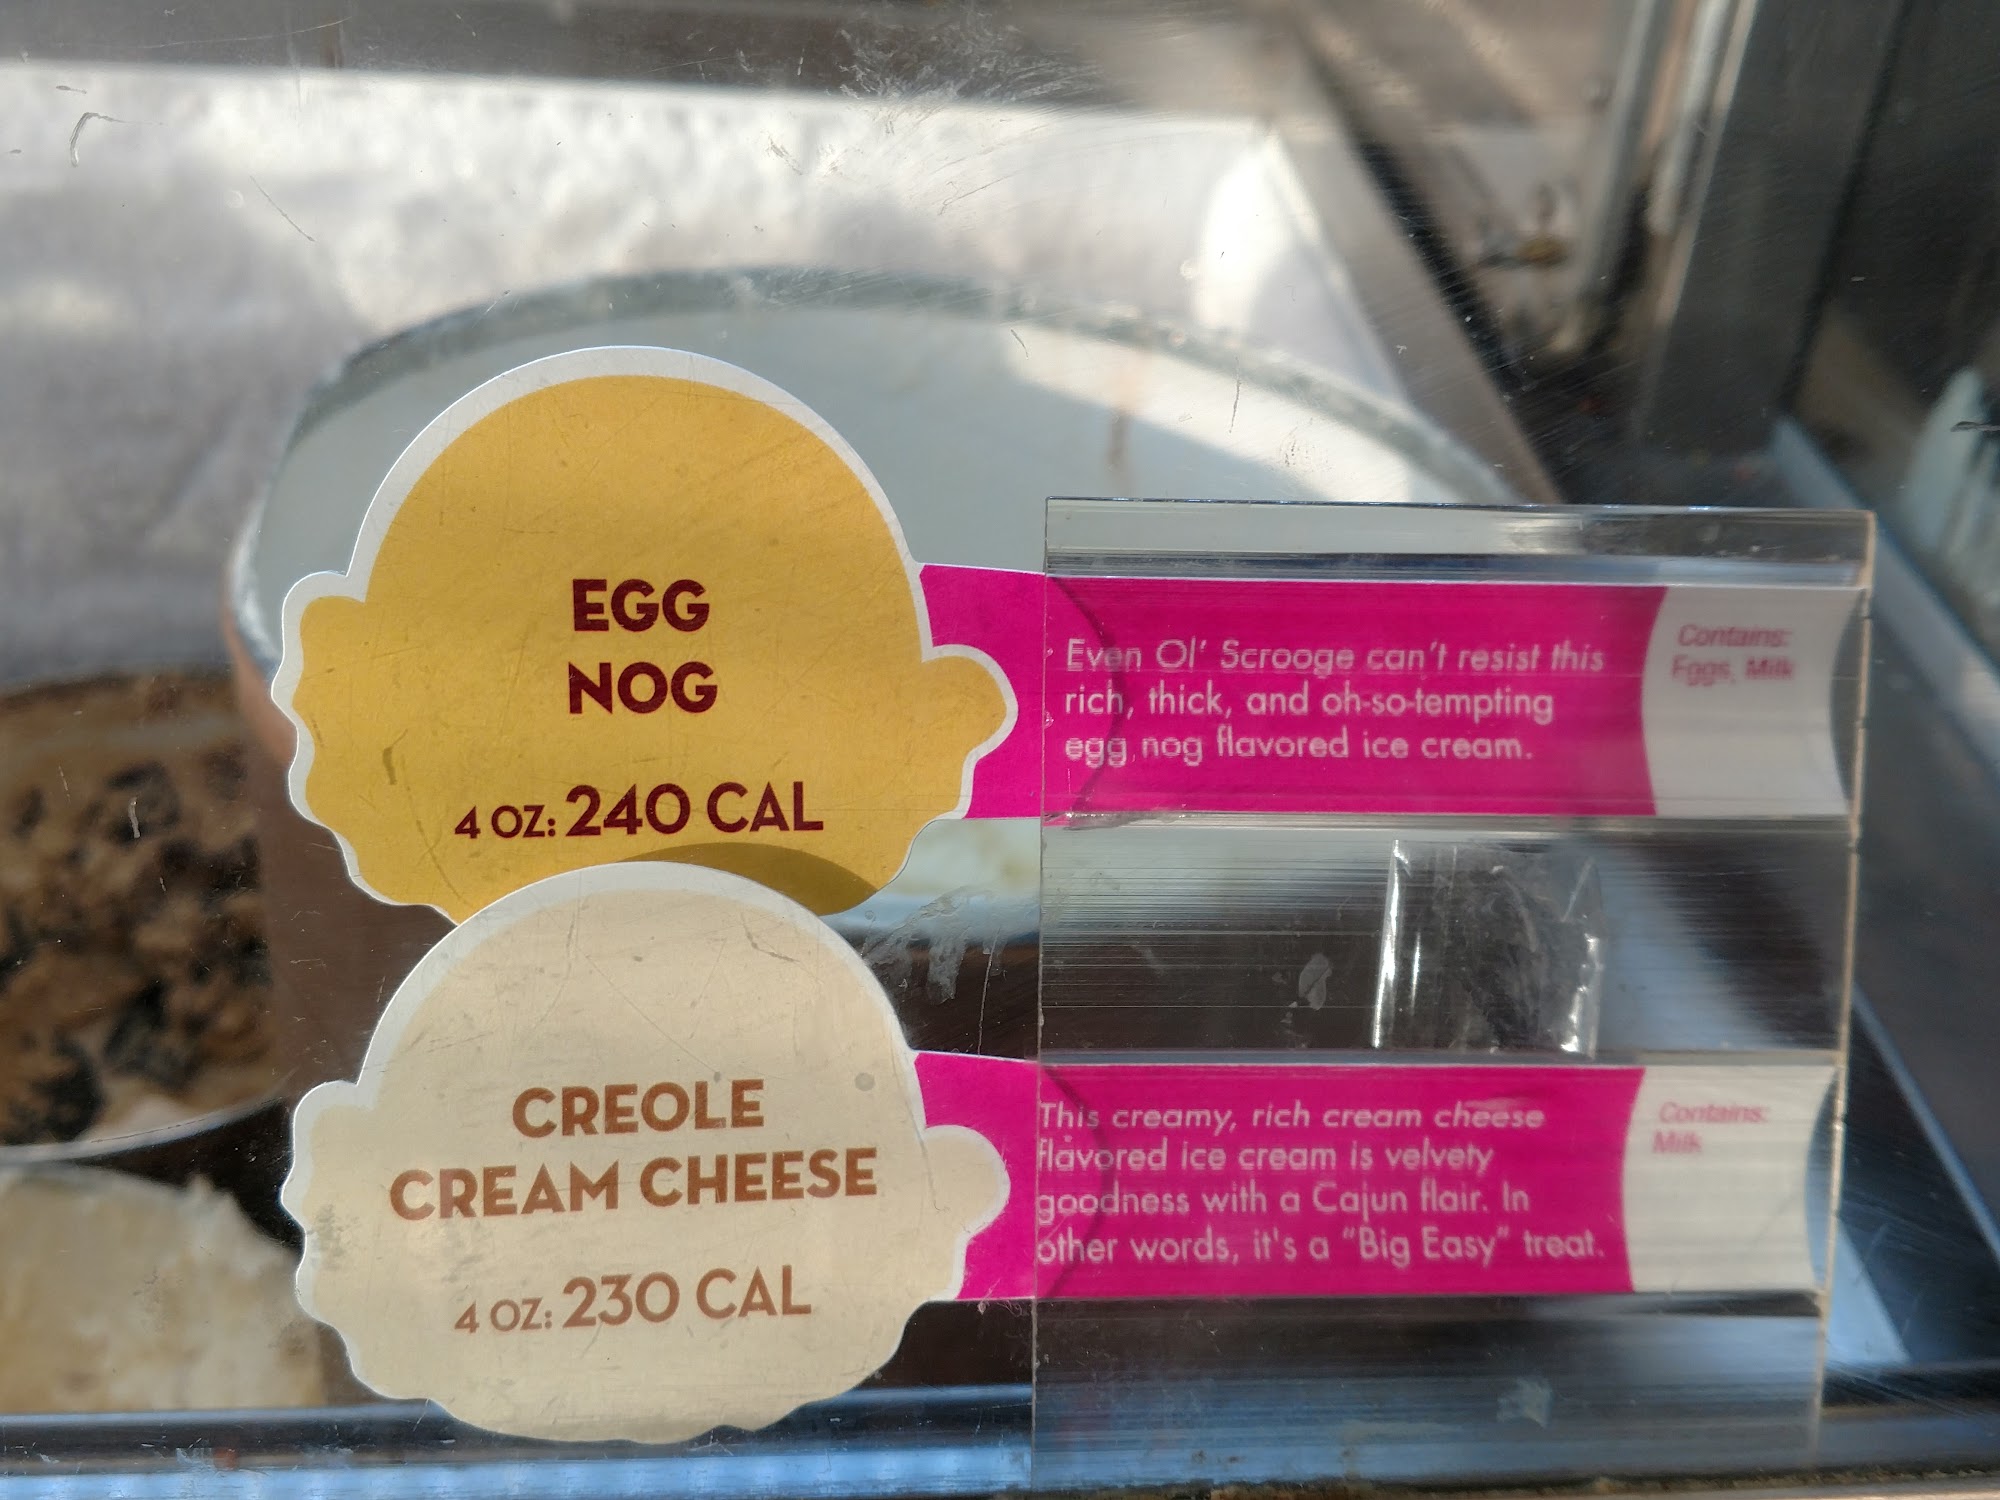 EGG
NOG
4 OZ: 240 CAL
Even Ol' Scrooge can't resist this
rich, thick, and oh-so-tempting
egg nog flavored ice cream.
Contains:
Eggs, Milk
CREOLE
CREAM CHEESE
4 OZ: 230 CAL
This creamy, rich cream cheese
flavored ice cream is velvety
goodness with a Cajun flair. In
other words, it's a "Big Easy" treat.
Contains:
Milk